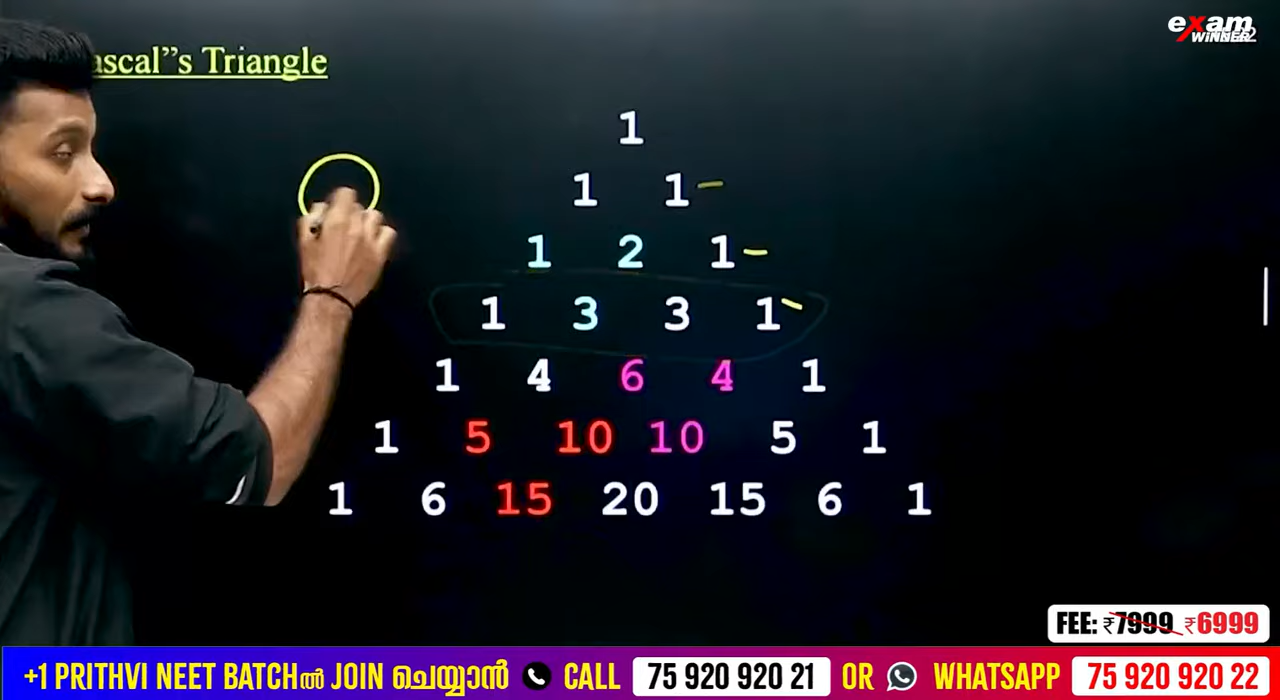 exam
WINNER
ascal”s Triangle
1
1 1
1 2 1
1 3 3 1
1 4 6 4 1
1 5 10 10 5 1
1 6 15 20 15 6 1
FEE: ₹7999 ₹6999
+1 PRITHVI NEET BATCHൽ JOIN ചെയ്യാൻ CALL 75 920 920 21 OR WHATSAPP 75 920 920 22